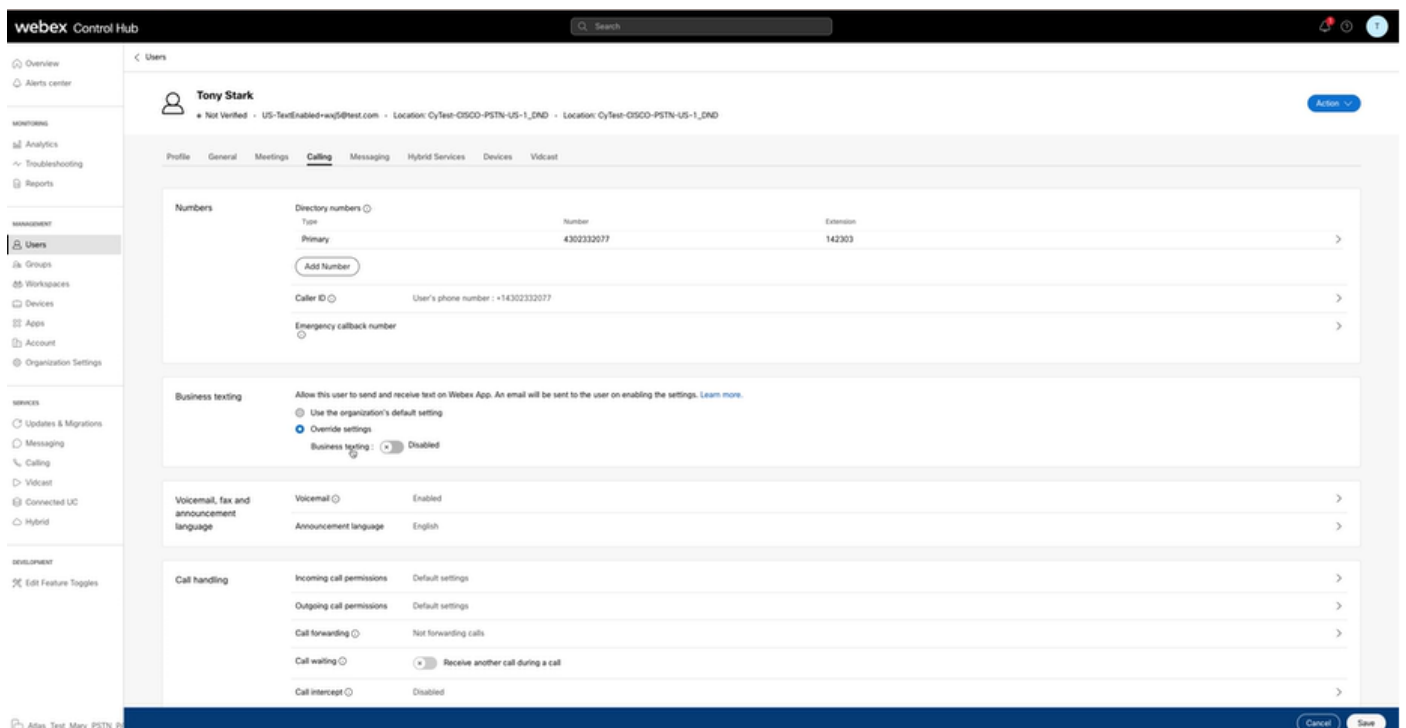 webex Control Hub
Search
T
Overview
Alerts center
MONITORING
Analytics
Troubleshooting
Reports
MANAGEMENT
Users
Groups
Workspaces
Devices
Apps
Account
Organization Settings
SERVICES
Updates & Migrations
Messaging
Calling
Vidcast
Connected UC
Hybrid
DEVELOPMENT
Edit Feature Toggles
Atlas_Test_Mary_PSTN_
Users
Tony Stark
Not Verified · US-TextEnabled+wxj5@test.com · Location: CyTest-CISCO-PSTN-US-1_DND · Location: CyTest-CISCO-PSTN-US-1_DND
Action
Profile General Meetings Calling Messaging Hybrid Services Devices Vidcast
Numbers
Directory numbers
Type Number Extension
Primary 4302332077 142303
Add Number
Caller ID User's phone number : +14302332077
Emergency callback number
Business texting
Allow this user to send and receive text on Webex App. An email will be sent to the user on enabling the settings. Learn more.
Use the organization's default setting
Override settings
Business texting : Disabled
Voicemail, fax and announcement language
Voicemail Enabled
Announcement language English
Call handling
Incoming call permissions Default settings
Outgoing call permissions Default settings
Call forwarding Not forwarding calls
Call waiting Receive another call during a call
Call intercept Disabled
Cancel Save